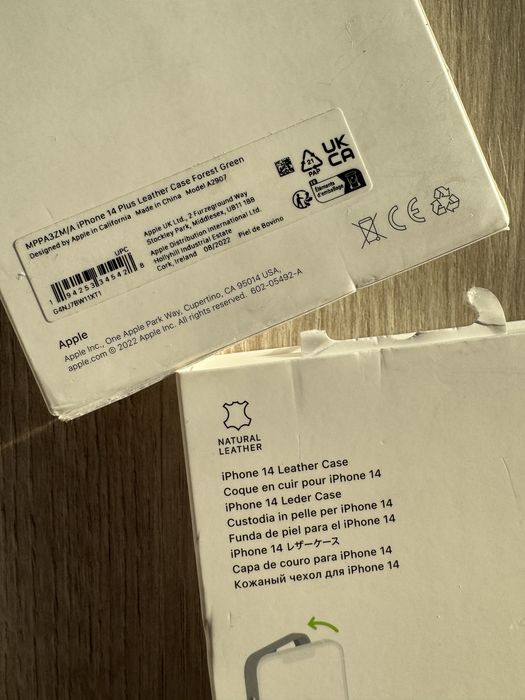 MPPA3ZM/A iPhone 14 Plus Leather Case Forest Green
Designed by Apple in California Made in China Model A2907
UPC
1 94253 34542 8
G4NJ7BW11XT1
Apple UK Ltd., 2 Furzeground Way
Stockley Park, Middlesex, UB11 1BB
Apple Distribution International Ltd.
Hollyhill Industrial Estate
Cork, Ireland 08/2022 Piel de Bovino
21
PAP
UK
CA
FR
Éléments
d'emballage
CE
Apple
Apple Inc., One Apple Park Way, Cupertino, CA 95014 USA,
apple.com © 2022 Apple Inc. All rights reserved. 602-05492-A
NATURAL
LEATHER
iPhone 14 Leather Case
Coque en cuir pour iPhone 14
iPhone 14 Leder Case
Custodia in pelle per iPhone 14
Funda de piel para el iPhone 14
iPhone 14 レザーケース
Capa de couro para iPhone 14
Кожаный чехол для iPhone 14